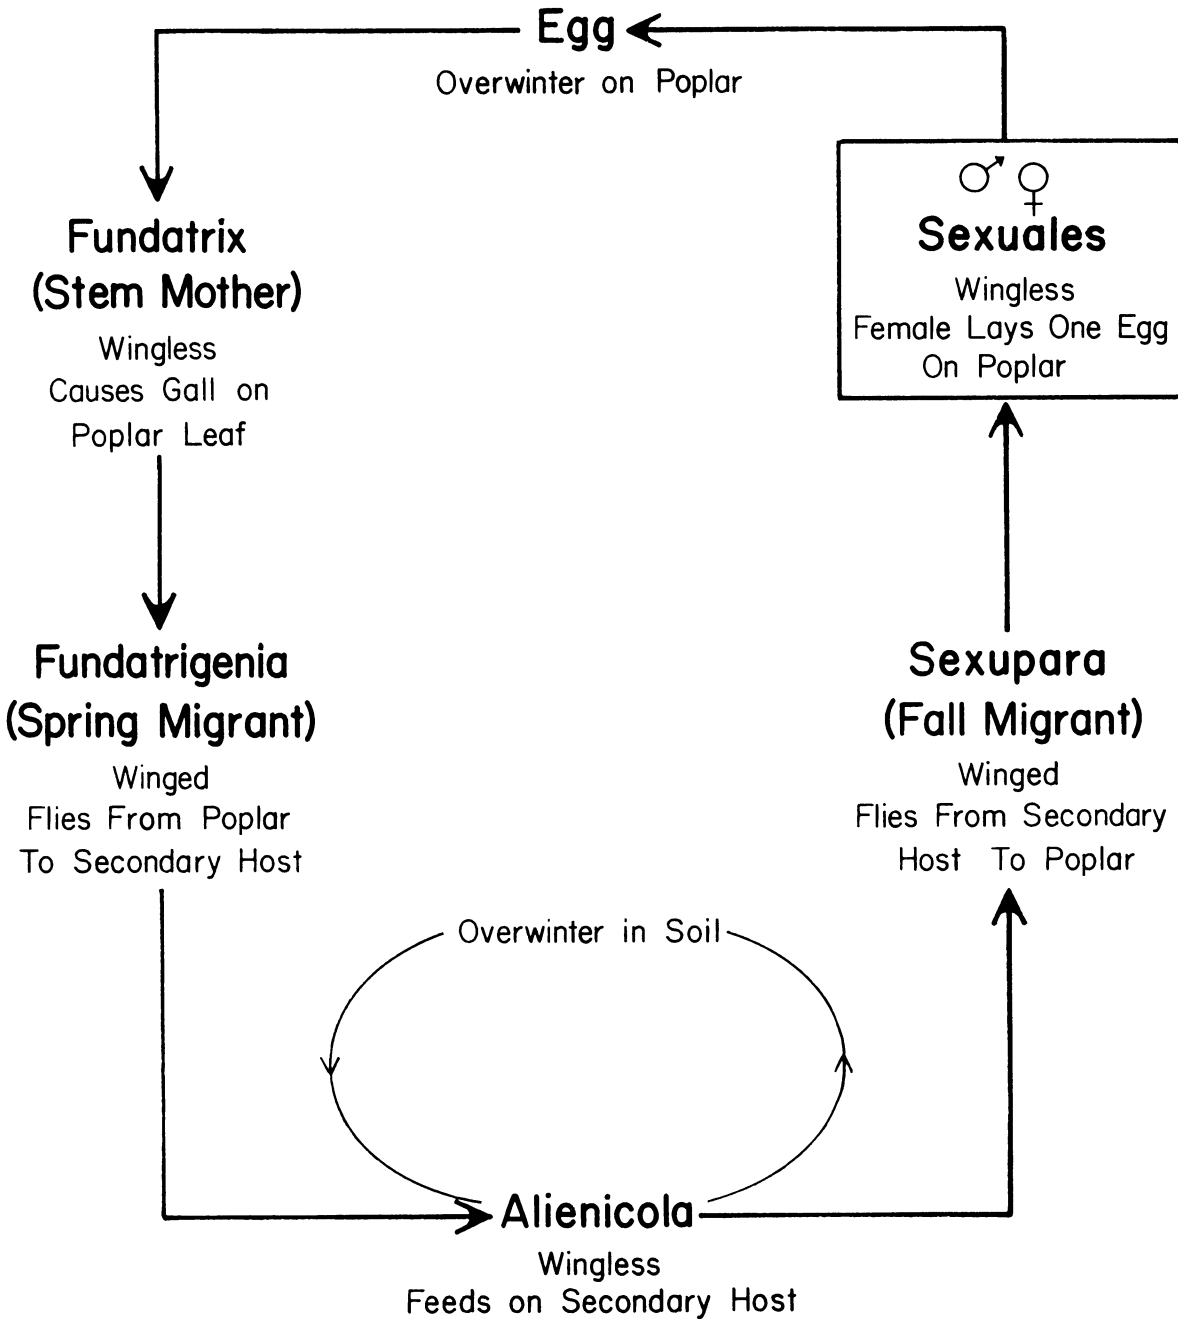 Egg
Overwinter on Poplar
Fundatrix
(Stem Mother)
Wingless
Causes Gall on
Poplar Leaf
Fundatrigenia
(Spring Migrant)
Winged
Flies From Poplar
To Secondary Host
Overwinter in Soil
Alienicola
Wingless
Feeds on Secondary Host
Sexupara
(Fall Migrant)
Winged
Flies From Secondary
Host To Poplar
♂ ♀
Sexuales
Wingless
Female Lays One Egg
On Poplar